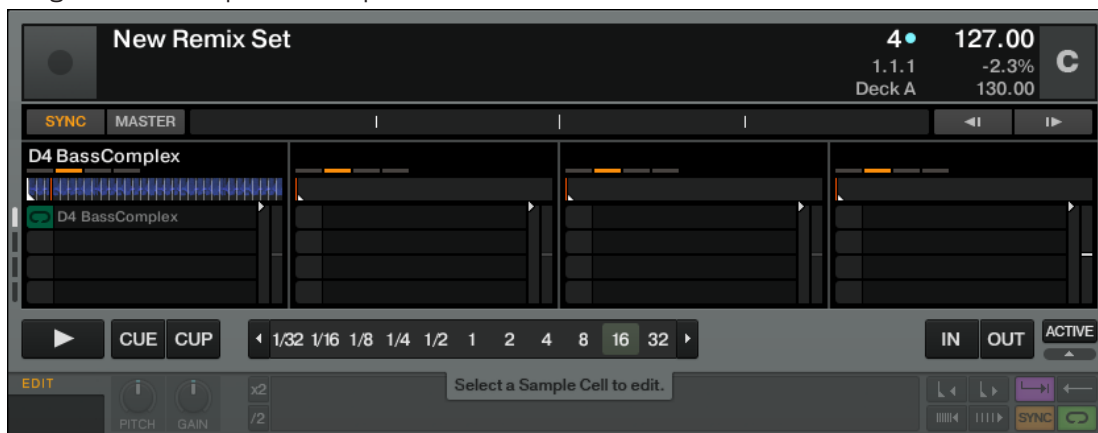 New Remix Set
4
127.00
1.1.1
-2.3%
C
Deck A
130.00
SYNC MASTER
D4 BassComplex
D4 BassComplex
CUE CUP
1/32 1/16 1/8 1/4 1/2 1 2 4 8 16 32
IN OUT ACTIVE
EDIT
Select a Sample Cell to edit.
x2
/2
PITCH GAIN
SYNC